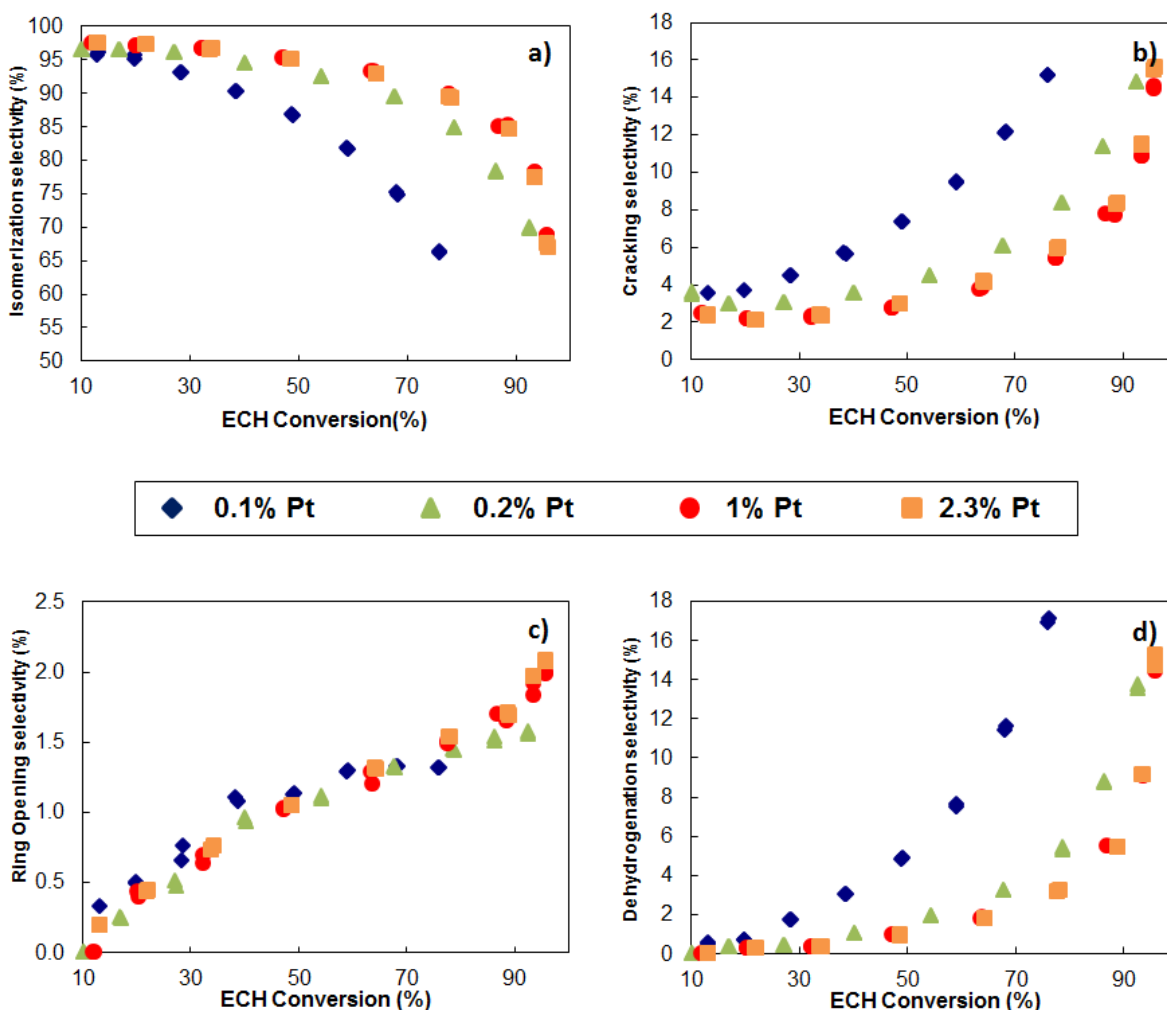 100
95
90
85
80
75
70
65
60
55
50
Isomerization selectivity (%)
a)
10 30 50 70 90
ECH Conversion(%)
18
16
14
12
10
8
6
4
2
0
Cracking selectivity (%)
b)
10 30 50 70 90
ECH Conversion (%)
0.1% Pt 0.2% Pt 1% Pt 2.3% Pt
2.5
2.0
1.5
1.0
0.5
0.0
Ring Opening selectivity (%)
c)
10 30 50 70 90
ECH Conversion (%)
18
16
14
12
10
8
6
4
2
0
Dehydrogenation selectivity (%)
d)
10 30 50 70 90
ECH Conversion (%)